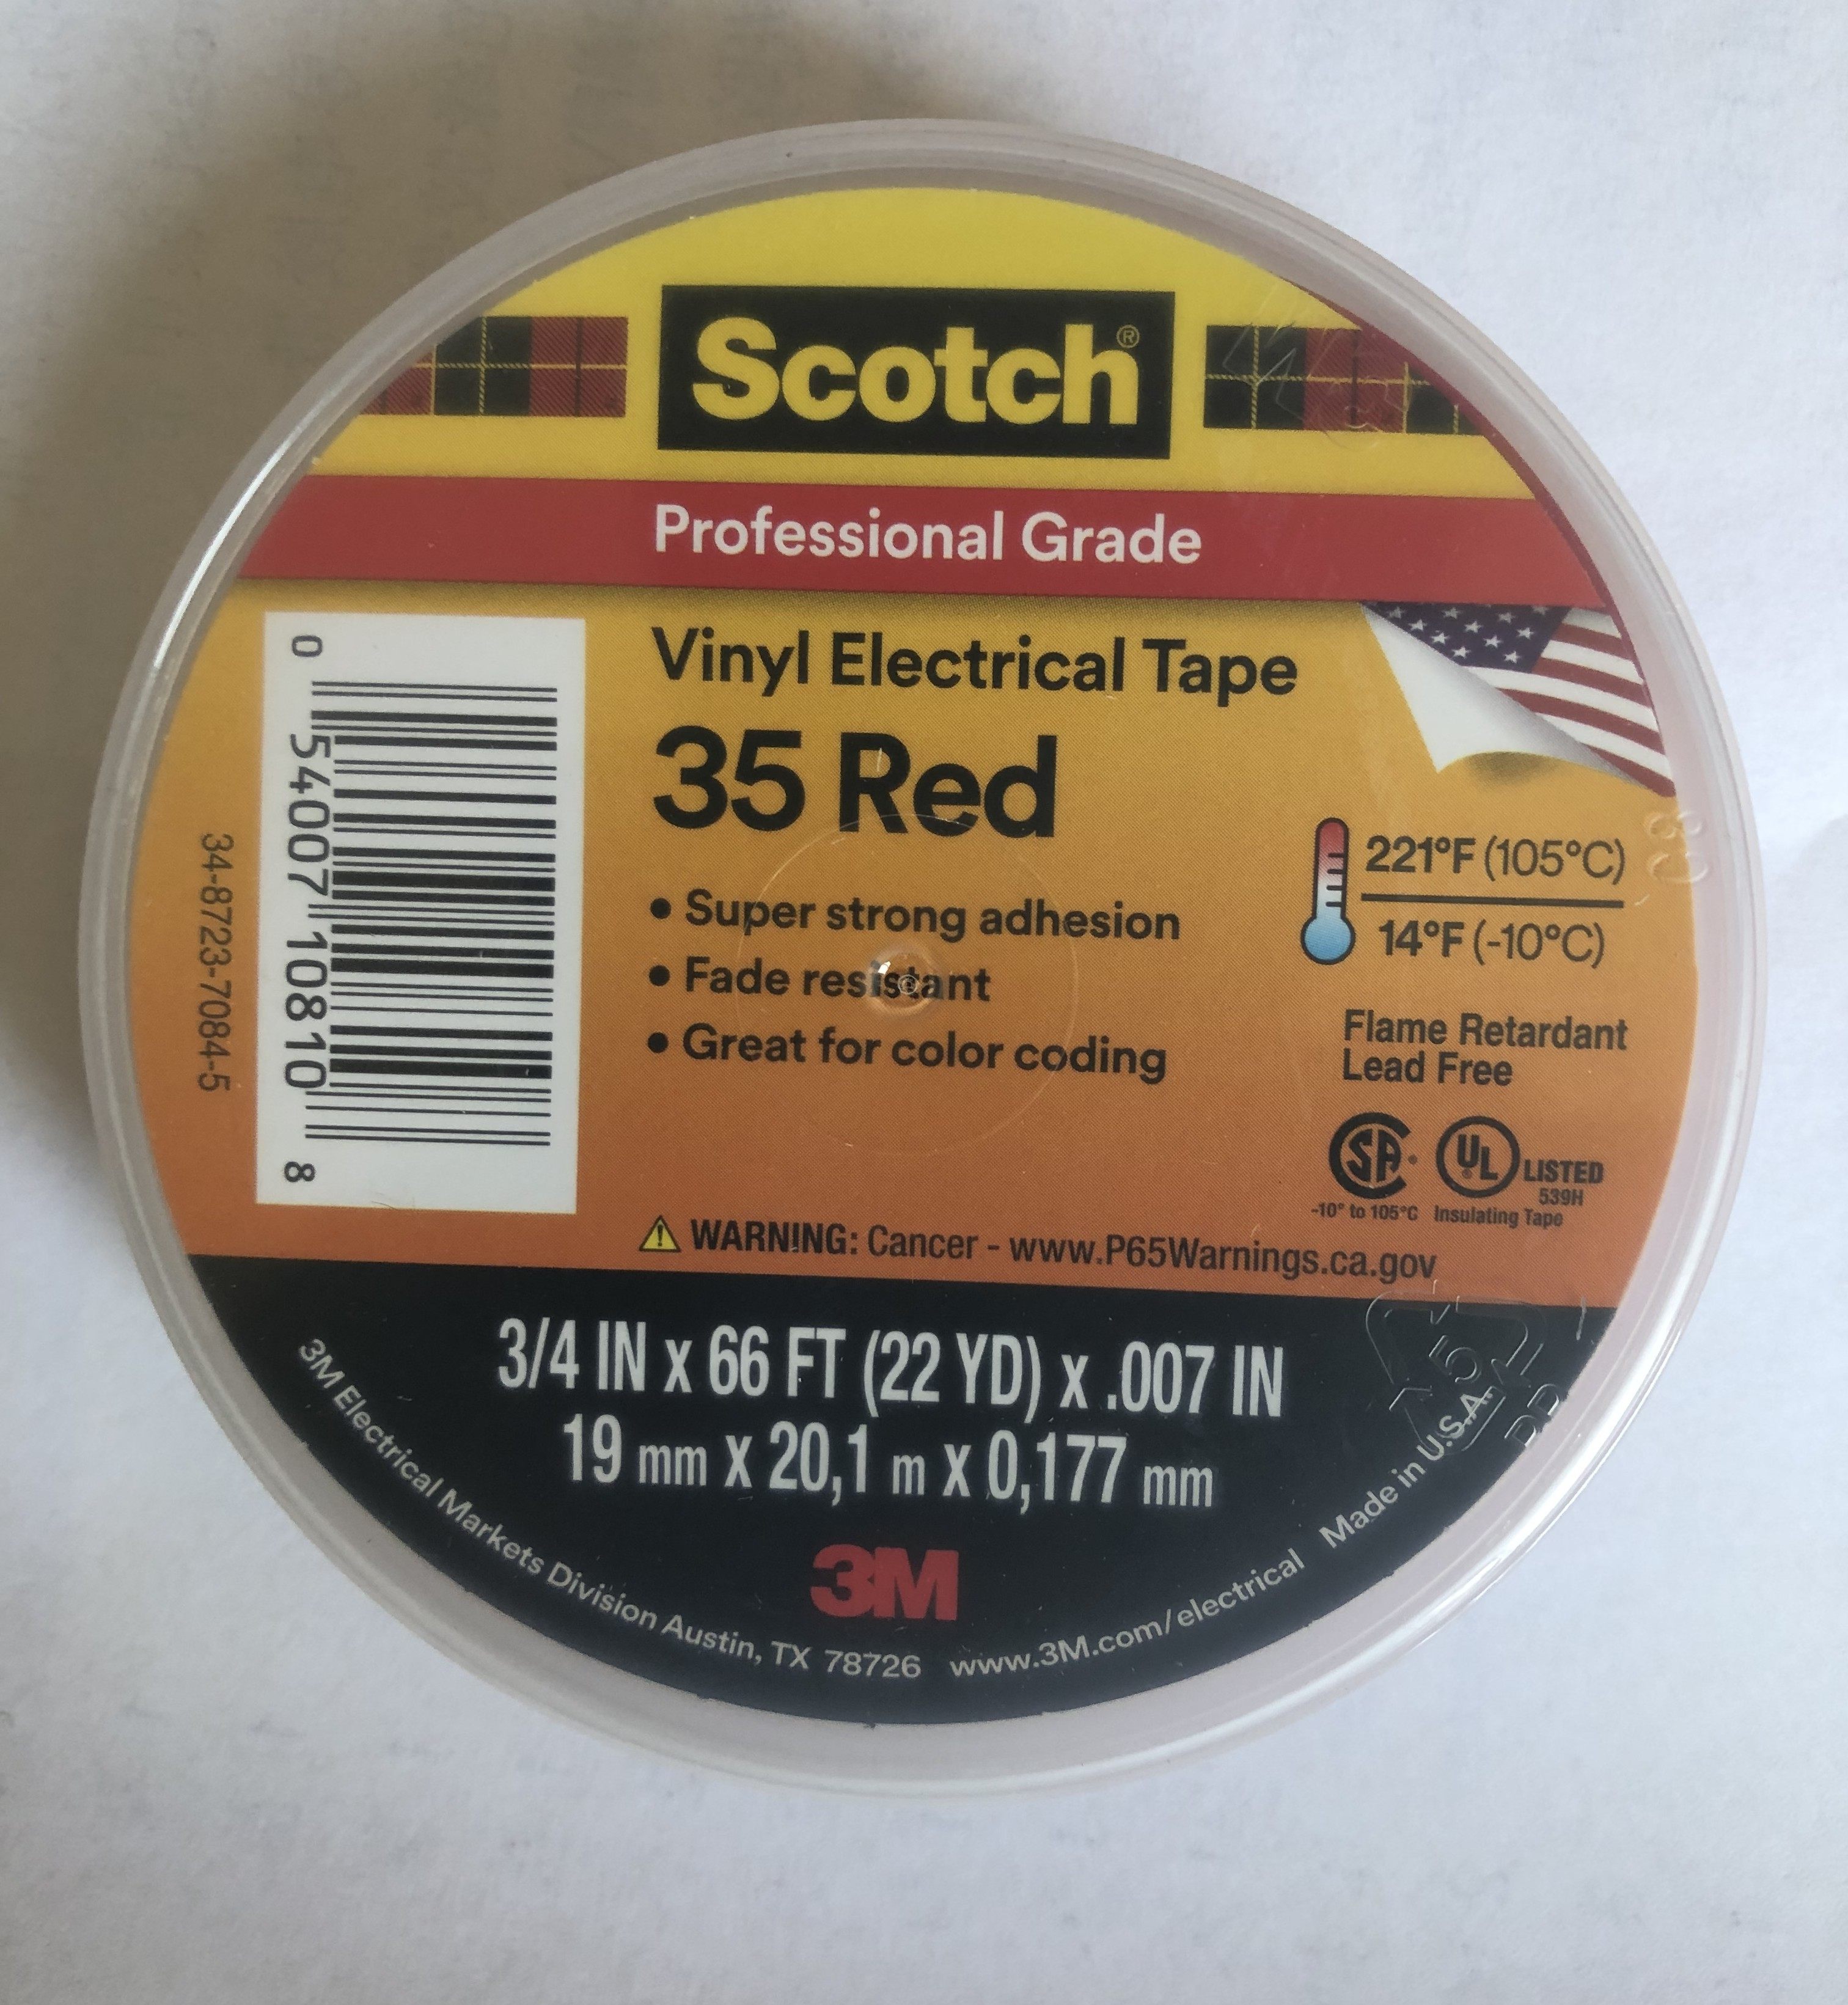 Scotch®
Professional Grade
Vinyl Electrical Tape
35 Red
• Super strong adhesion
• Fade resistant
• Great for color coding
221°F (105°C)
14°F (-10°C)
Flame Retardant
Lead Free
SA
UL LISTED
539H
-10° to 105°C Insulating Tape
0 54007 10810 8
34-8723-7084-5
⚠ WARNING: Cancer - www.P65Warnings.ca.gov
3/4 IN x 66 FT (22 YD) x .007 IN
19 mm X 20,1 m X 0,177 mm
3M
3M Electrical Markets Division Austin, TX 78726 www.3M.com/electrical Made in U.S.A.
5
PP